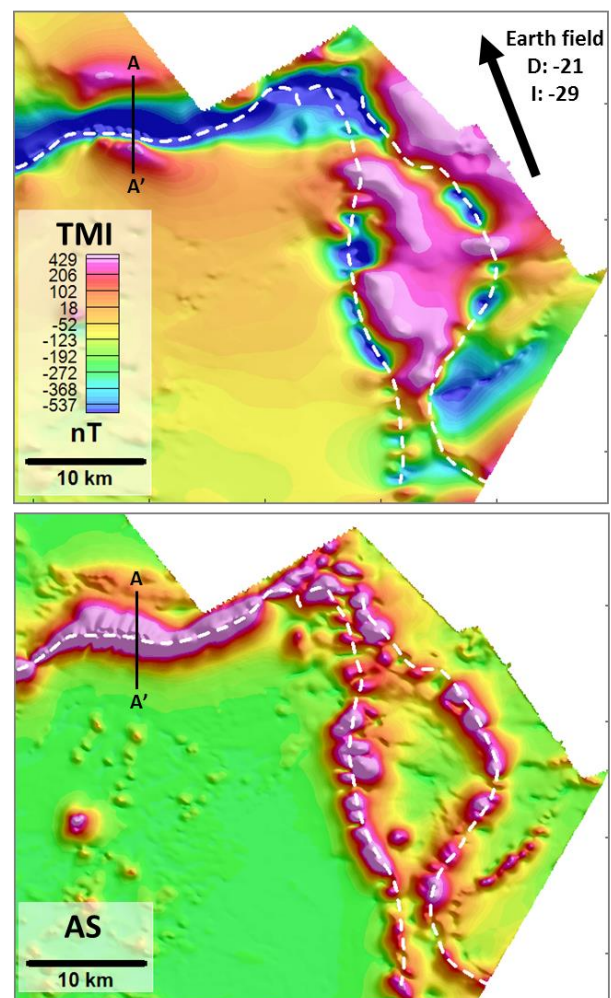 A
A'
Earth field
D: -21
I: -29
TMI
429
206
102
18
-52
-123
-192
-272
-368
-537
nT
10 km
A
A'
AS
10 km